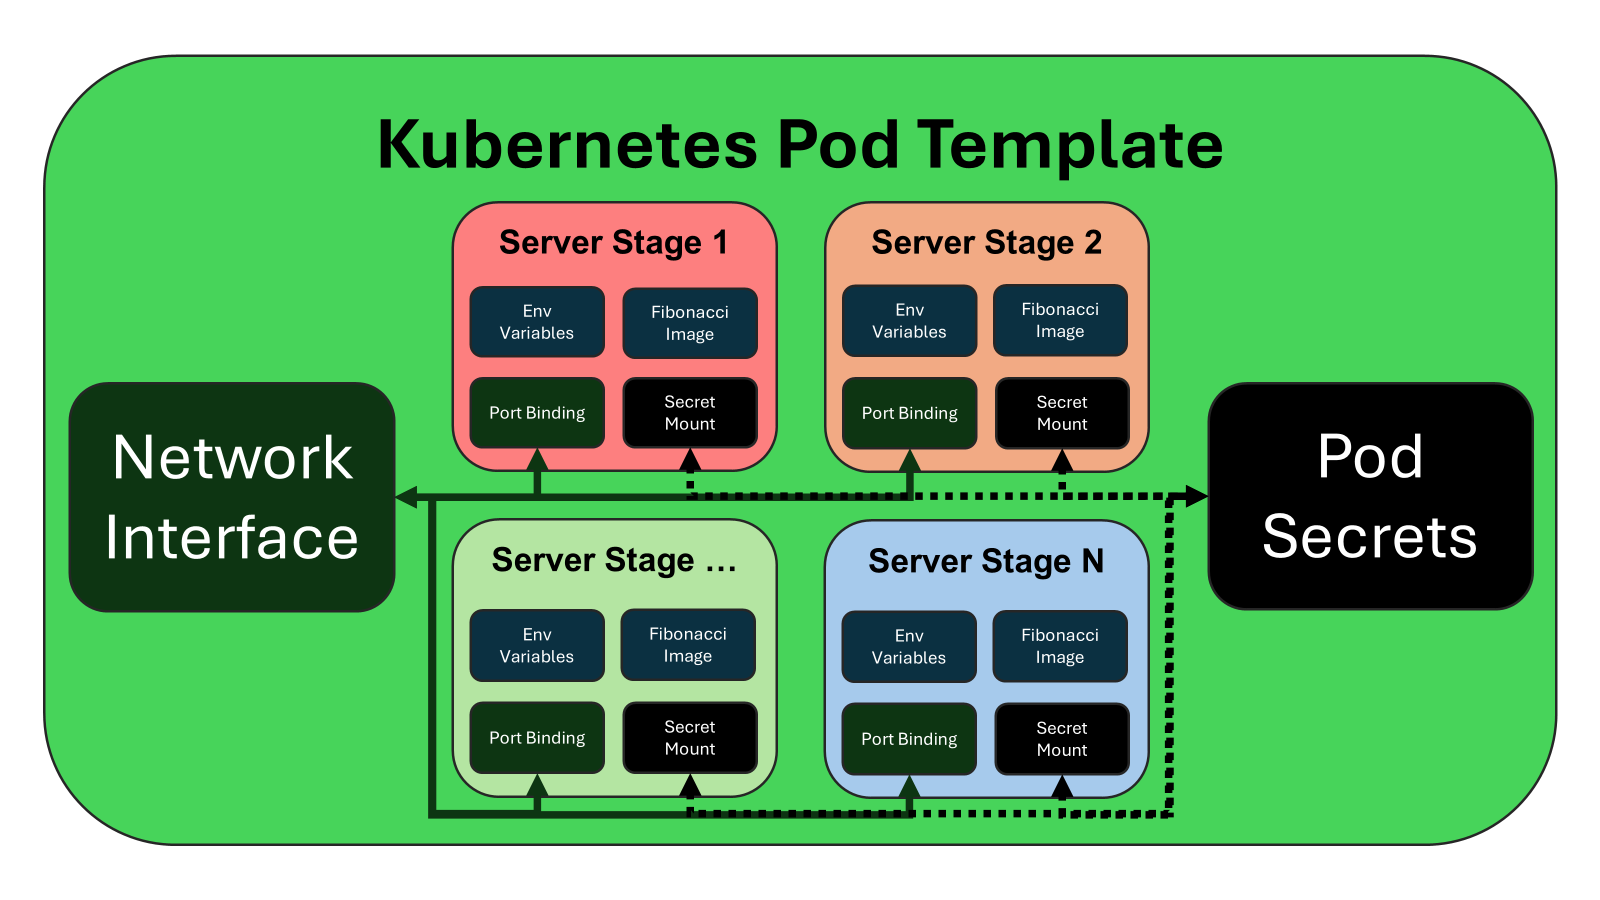 Kubernetes Pod Template
Server Stage 1
Env
Variables
Fibonacci
Image
Port Binding
Secret
Mount
Server Stage 2
Env
Variables
Fibonacci
Image
Port Binding
Secret
Mount
Network
Interface
Pod
Secrets
Server Stage ...
Env
Variables
Fibonacci
Image
Port Binding
Secret
Mount
Server Stage N
Env
Variables
Fibonacci
Image
Port Binding
Secret
Mount